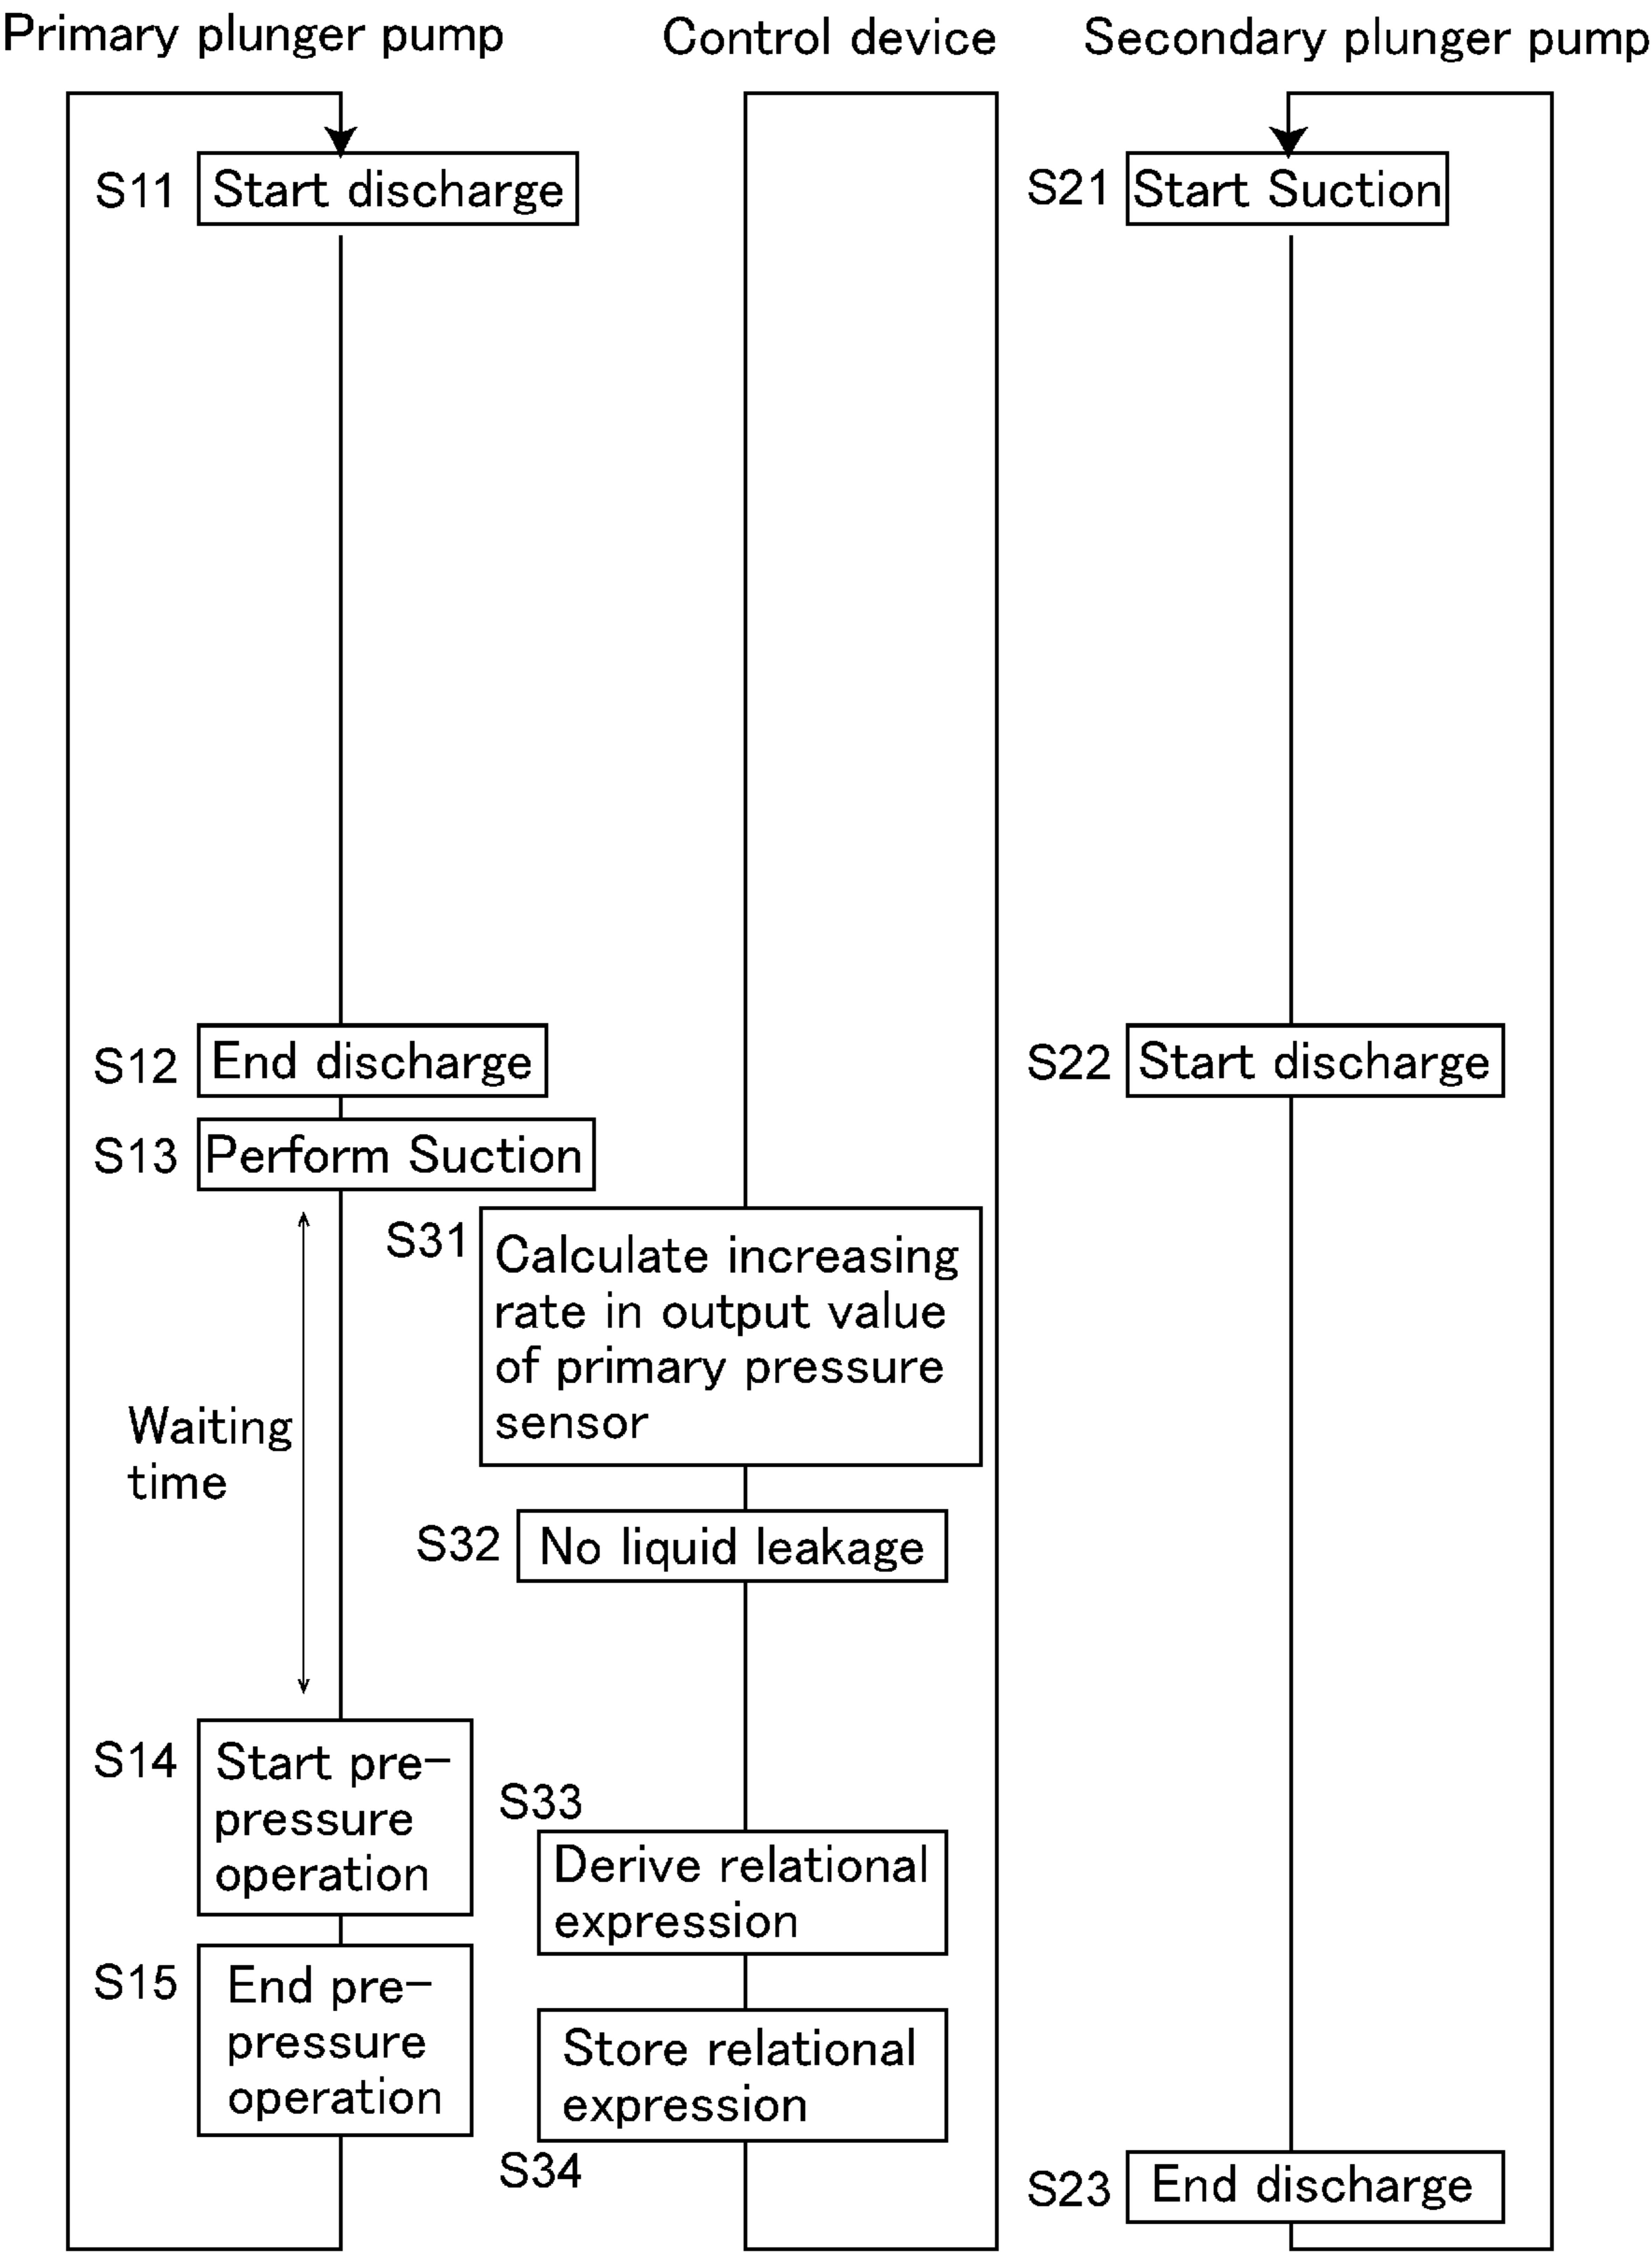 Primary plunger pump
Control device
Secondary plunger pump
S11
Start discharge
S21
Start Suction
S12
End discharge
S22
Start discharge
S13
Perform Suction
S31
Calculate increasing
rate in output value
of primary pressure
sensor
Waiting
time
S32
No liquid leakage
S14
Start pre-
pressure
operation
S33
Derive relational
expression
S15
End pre-
pressure
operation
Store relational
expression
S34
S23
End discharge